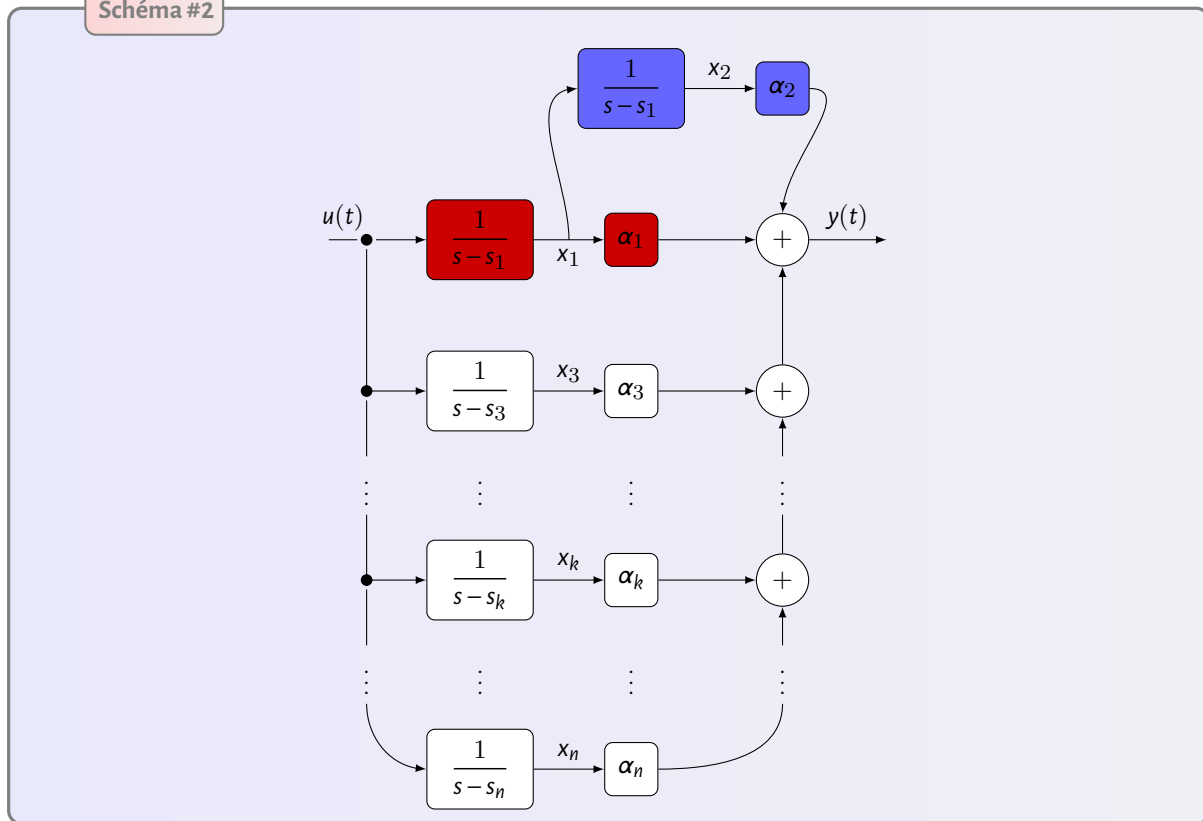 Schéma #2
1 x₂ α₂
s – s₁
u(t) 1 x₁ α₁ + y(t)
s – s₁
1 x₃ α₃ +
s – s₃
⋮ ⋮ ⋮ ⋮
1 xₖ αₖ +
s – sₖ
⋮ ⋮ ⋮ ⋮
1 xₙ αₙ
s – sₙ